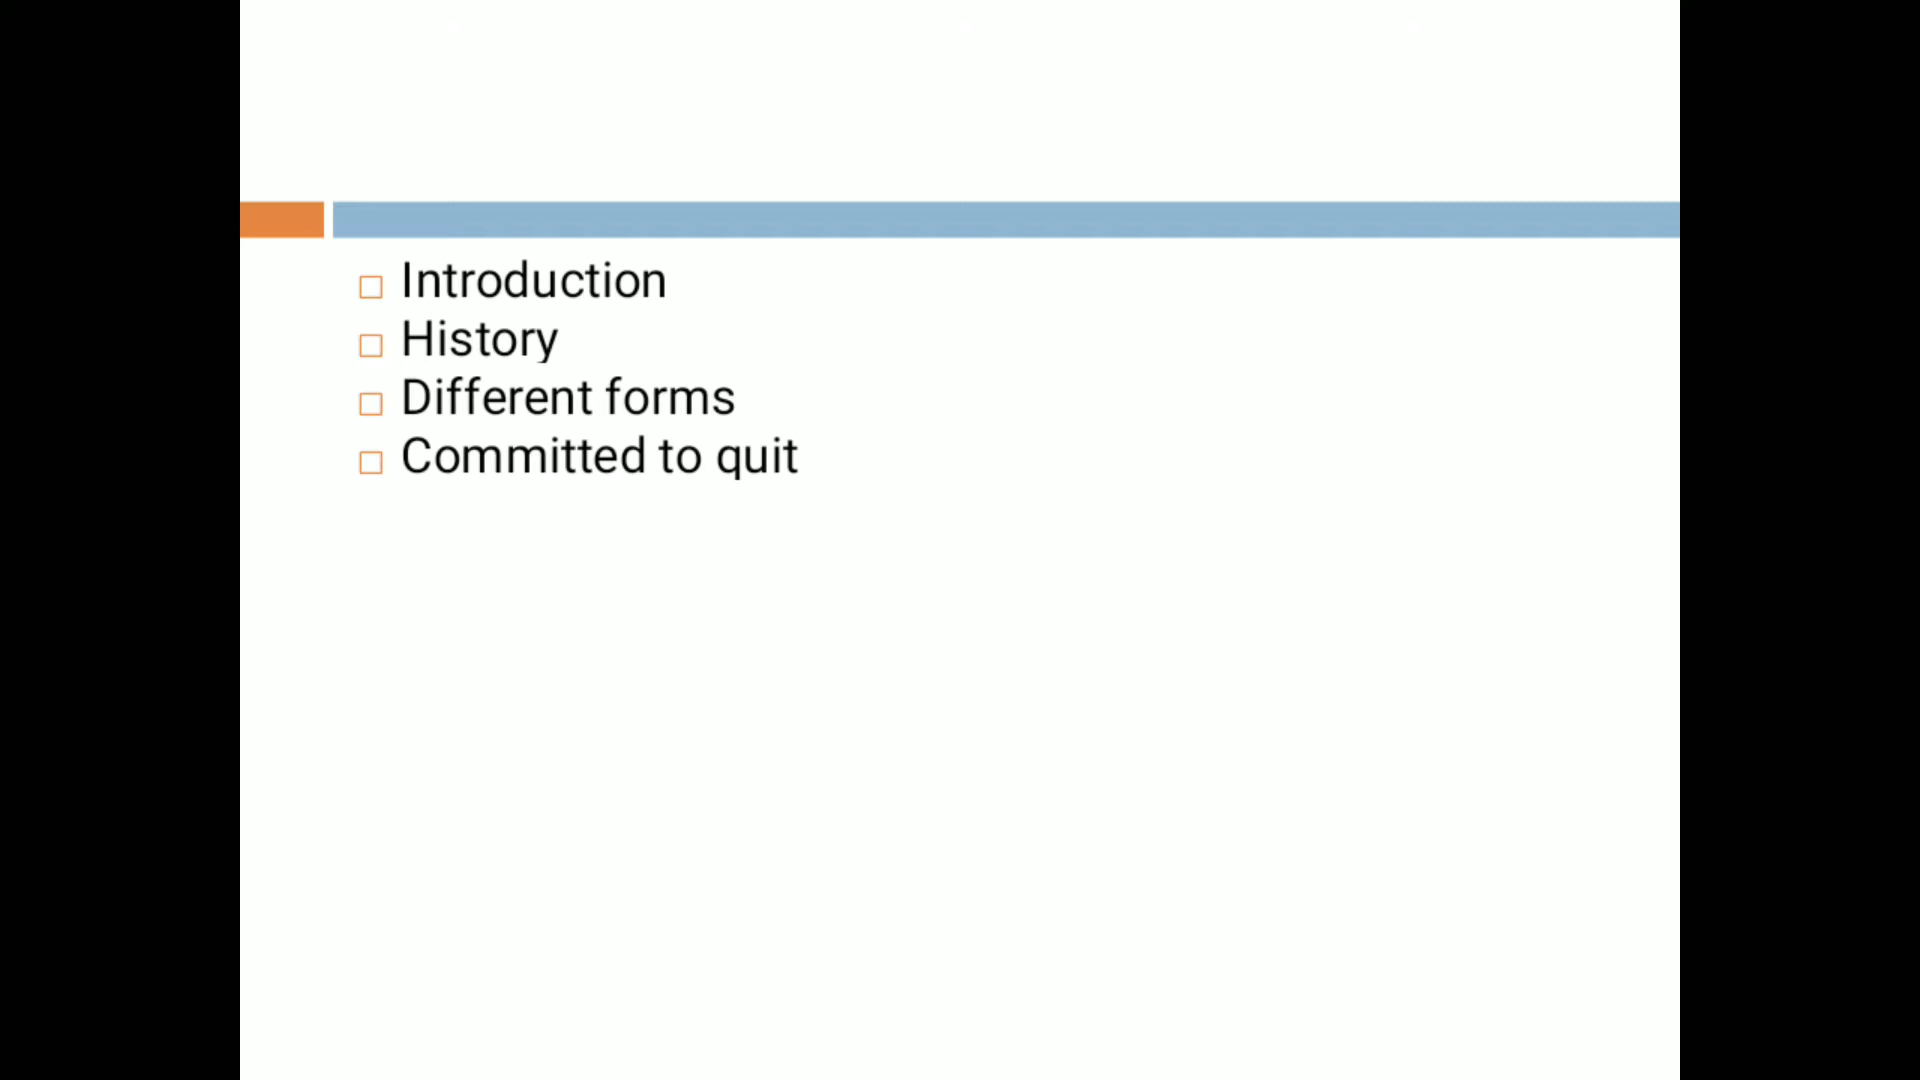 Introduction
History
Different forms
Committed to quit